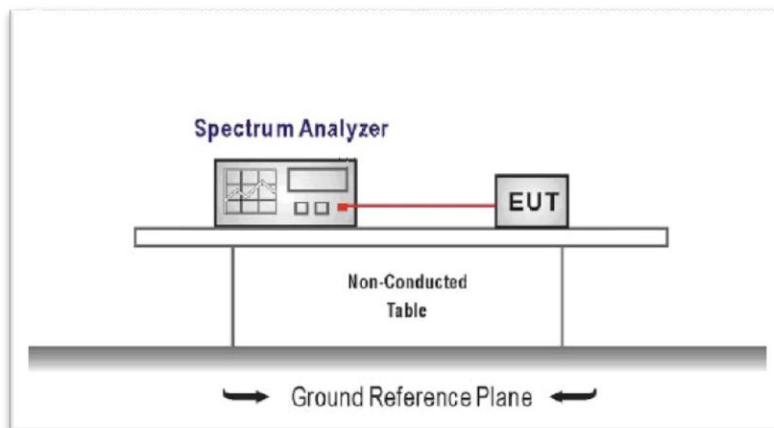 Spectrum Analyzer
EUT
Non-Conducted
Table
Ground Reference Plane